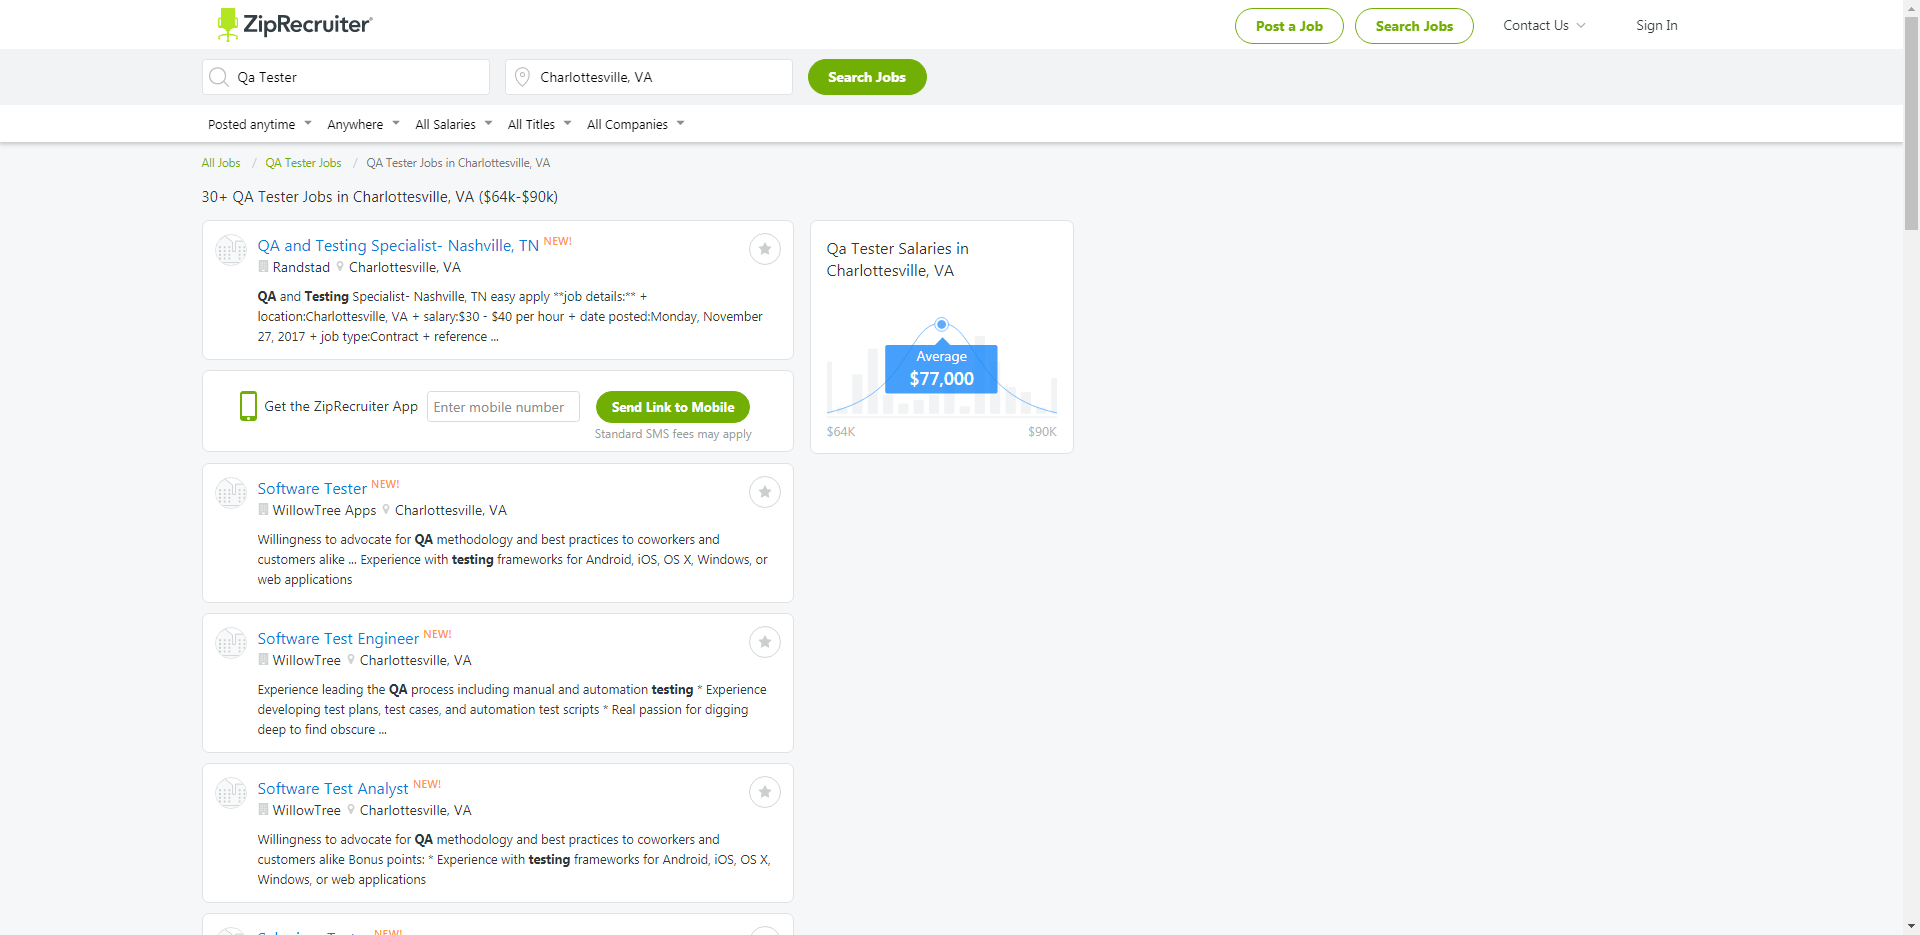 ZipRecruiter
Post a Job
Search Jobs
Contact Us
Sign In
Qa Tester
Charlottesville, VA
Search Jobs
Posted anytime
Anywhere
All Salaries
All Titles
All Companies
All Jobs / QA Tester Jobs / QA Tester Jobs in Charlottesville, VA
30+ QA Tester Jobs in Charlottesville, VA ($64k-$90k)
QA and Testing Specialist- Nashville, TN NEW!
Randstad Charlottesville, VA
QA and Testing Specialist- Nashville, TN easy apply **job details:** +
location:Charlottesville, VA + salary:$30 - $40 per hour + date posted:Monday, November
27, 2017 + job type:Contract + reference ...
Get the ZipRecruiter App
Enter mobile number
Send Link to Mobile
Standard SMS fees may apply
Software Tester NEW!
WillowTree Apps Charlottesville, VA
Willingness to advocate for QA methodology and best practices to coworkers and
customers alike ... Experience with testing frameworks for Android, iOS, OS X, Windows, or
web applications
Software Test Engineer NEW!
WillowTree Charlottesville, VA
Experience leading the QA process including manual and automation testing * Experience
developing test plans, test cases, and automation test scripts * Real passion for digging
deep to find obscure ...
Software Test Analyst NEW!
WillowTree Charlottesville, VA
Willingness to advocate for QA methodology and best practices to coworkers and
customers alike Bonus points: * Experience with testing frameworks for Android, iOS, OS X,
Windows, or web applications
NEW!
Qa Tester Salaries in
Charlottesville, VA
Average
$77,000
$64K
$90K